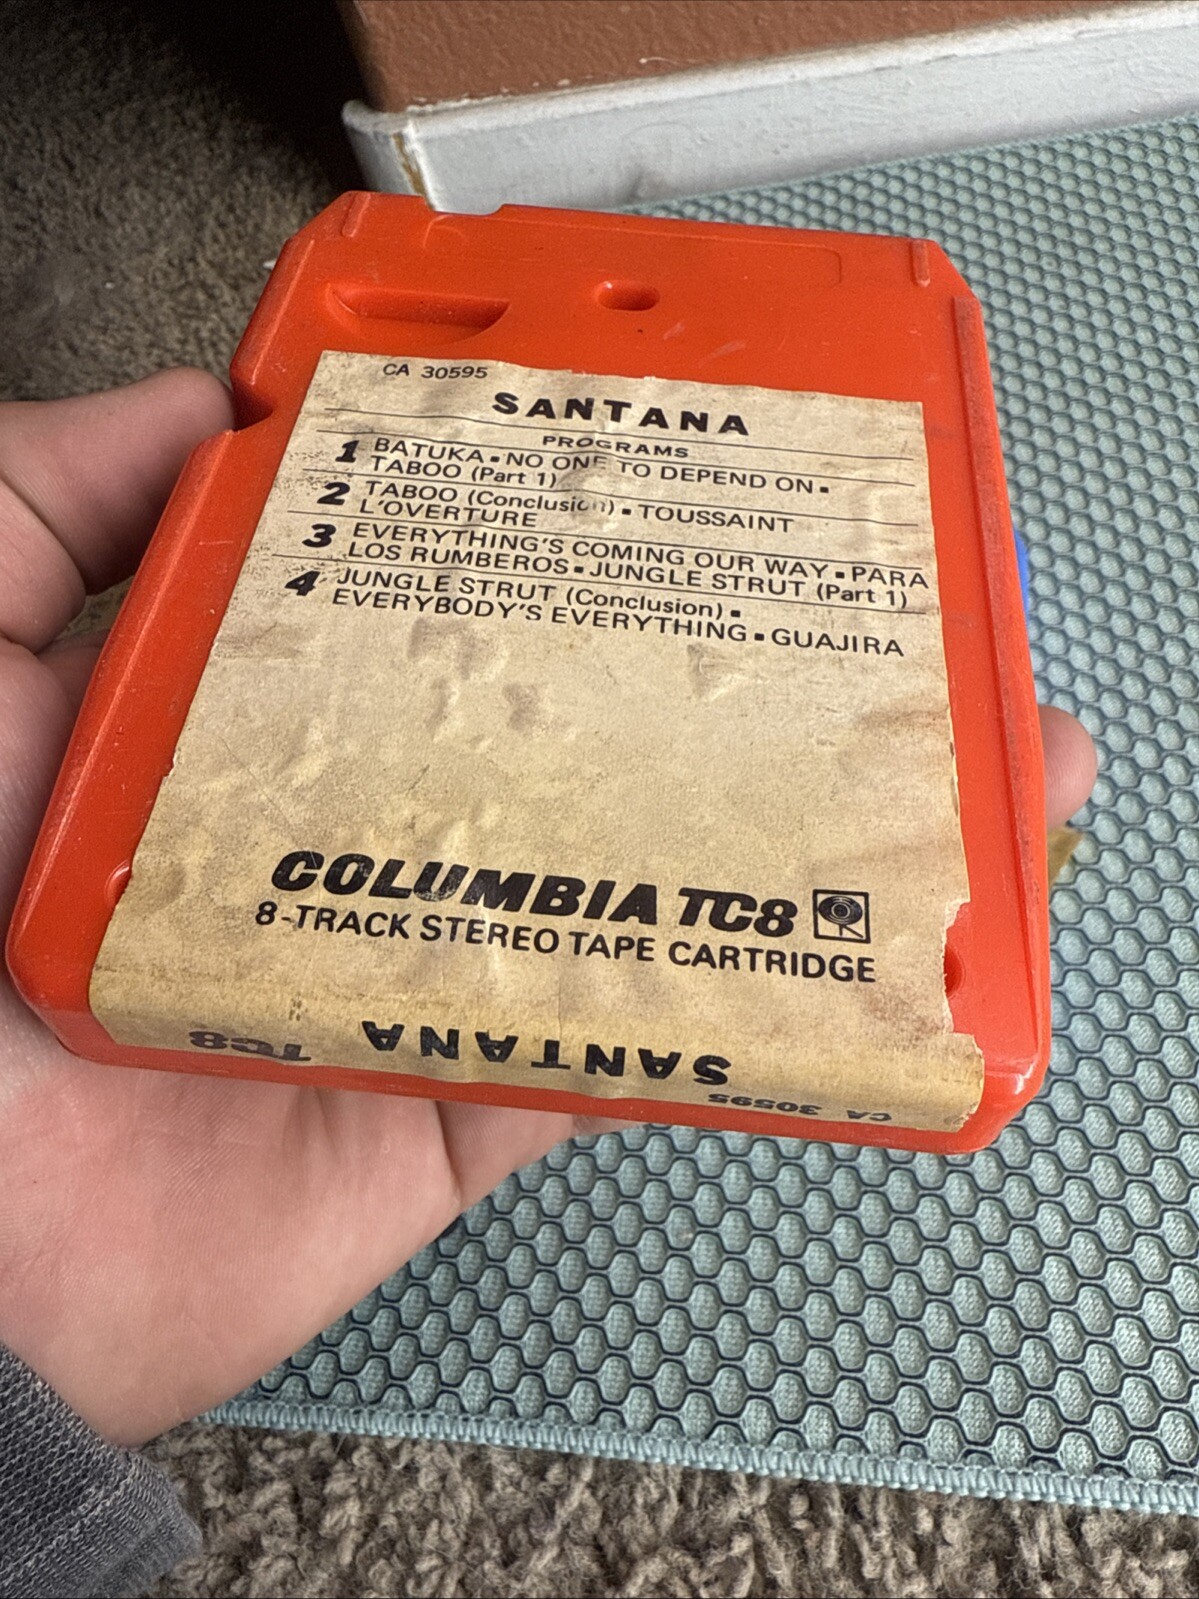 CA 30595
SANTANA
PROGRAMS
1 BATUKA ▪ NO ONE TO DEPEND ON ▪
TABOO (Part 1)
2 TABOO (Conclusion) ▪ TOUSSAINT
L'OVERTURE
3 EVERYTHING'S COMING OUR WAY ▪ PARA
LOS RUMBEROS ▪ JUNGLE STRUT (Part 1)
4 JUNGLE STRUT (Conclusion) ▪
EVERYBODY'S EVERYTHING ▪ GUAJIRA
COLUMBIA TC8
8-TRACK STEREO TAPE CARTRIDGE
SANTANA TC8
CA 30595